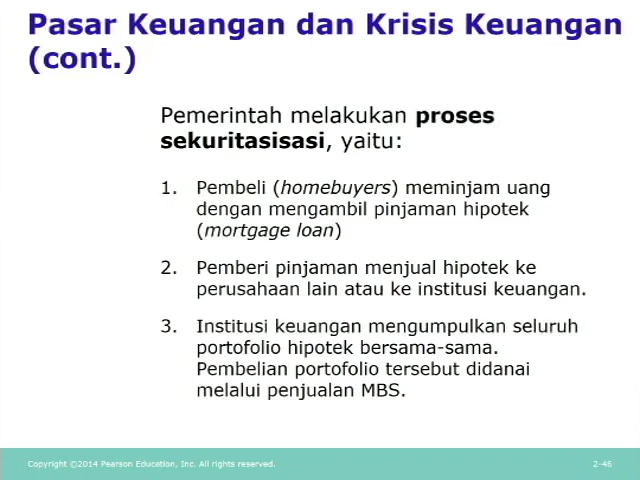 Pasar Keuangan dan Krisis Keuangan
(cont.)
Pemerintah melakukan proses
sekuritasisasi, yaitu:
1. Pembeli (homebuyers) meminjam uang
dengan mengambil pinjaman hipotek
(mortgage loan)
2. Pemberi pinjaman menjual hipotek ke
perusahaan lain atau ke institusi keuangan.
3. Institusi keuangan mengumpulkan seluruh
portofolio hipotek bersama-sama.
Pembelian portofolio tersebut didanai
melalui penjualan MBS.
Copyright ©2014 Pearson Education, Inc. All rights reserved.